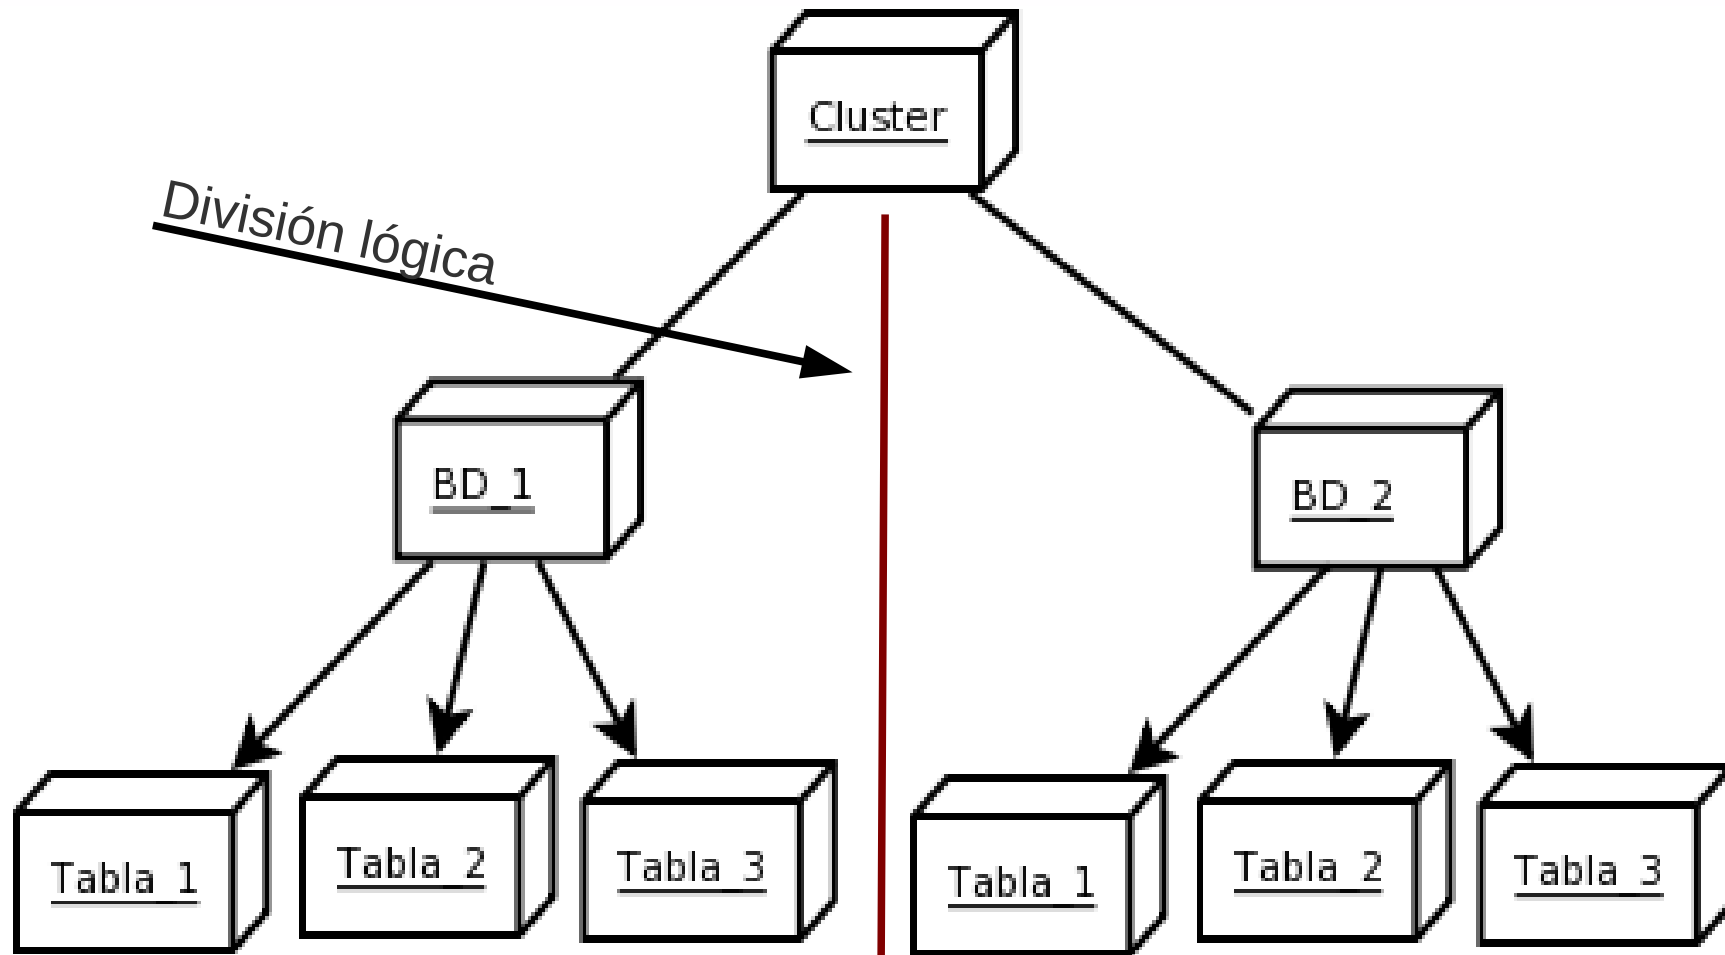 Cluster
División lógica
BD_1
BD_2
Tabla_1
Tabla_2
Tabla_3
Tabla_1
Tabla_2
Tabla_3